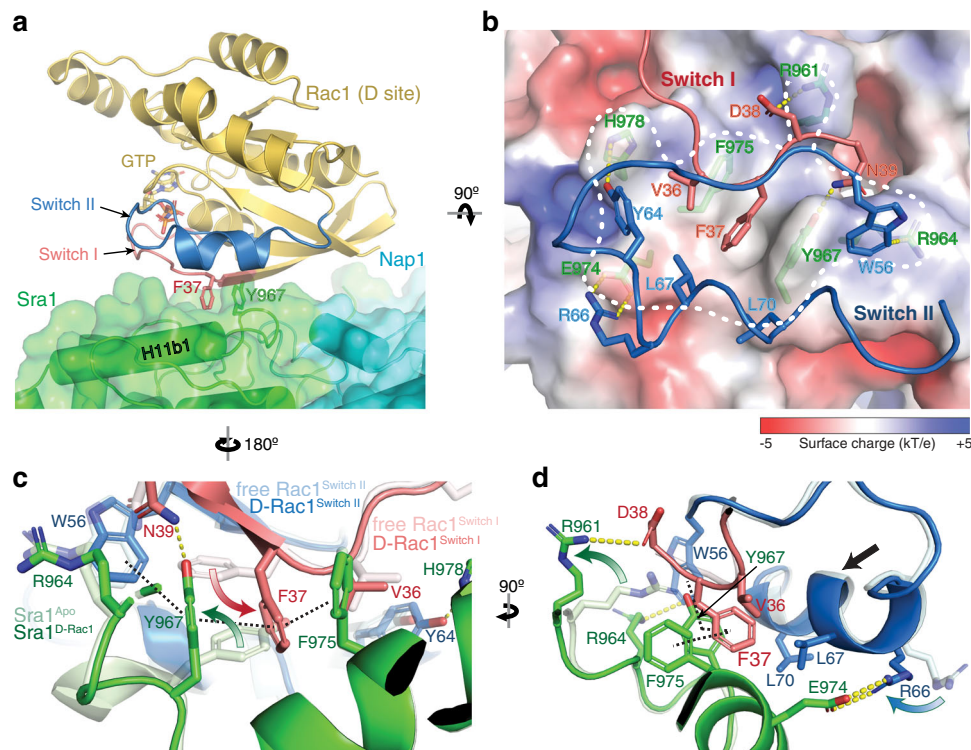 a
Rac1 (D site)
GTP
Switch II
Switch I
F37
Y967
Nap1
Sra1
H11b1
90º
b
Switch I
R961
D38
H978
F975
N39
V36
Y64
F37
E974
Y967
R964
W56
L67
R66
L70
Switch II
-5 Surface charge (kT/e) +5
180º
c
free Rac1Switch II
D-Rac1Switch II
W56
N39
free Rac1Switch I
D-Rac1Switch I
R964
H978
F37
V36
Sra1Apo
Sra1D-Rac1
Y967
F975
Y64
90º
d
D38
R961
W56
Y967
V36
R964
F37
L67
F975
L70
E974
R66